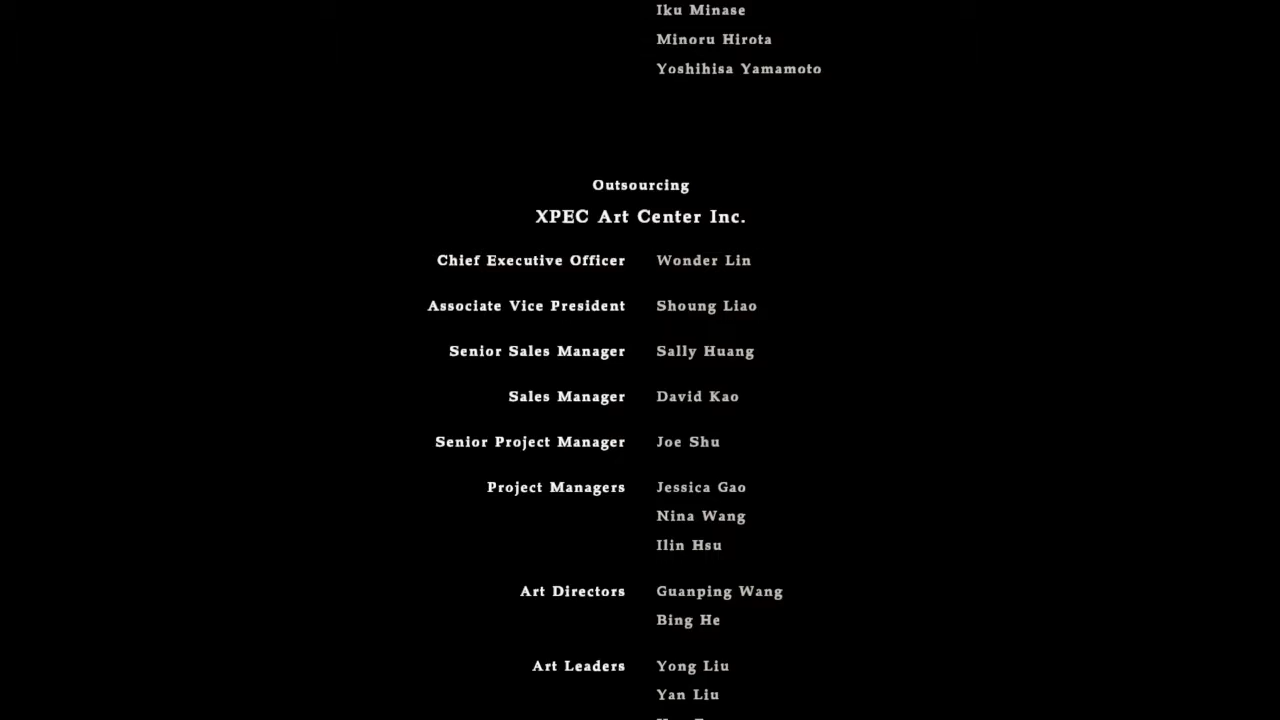 Iku Minase
Minoru Hirota
Yoshihisa Yamamoto
Outsourcing
XPEC Art Center Inc.
Chief Executive Officer Wonder Lin
Associate Vice President Shoung Liao
Senior Sales Manager Sally Huang
Sales Manager David Kao
Senior Project Manager Joe Shu
Project Managers Jessica Gao
Nina Wang
Ilin Hsu
Art Directors Guanping Wang
Bing He
Art Leaders Yong Liu
Yan Liu